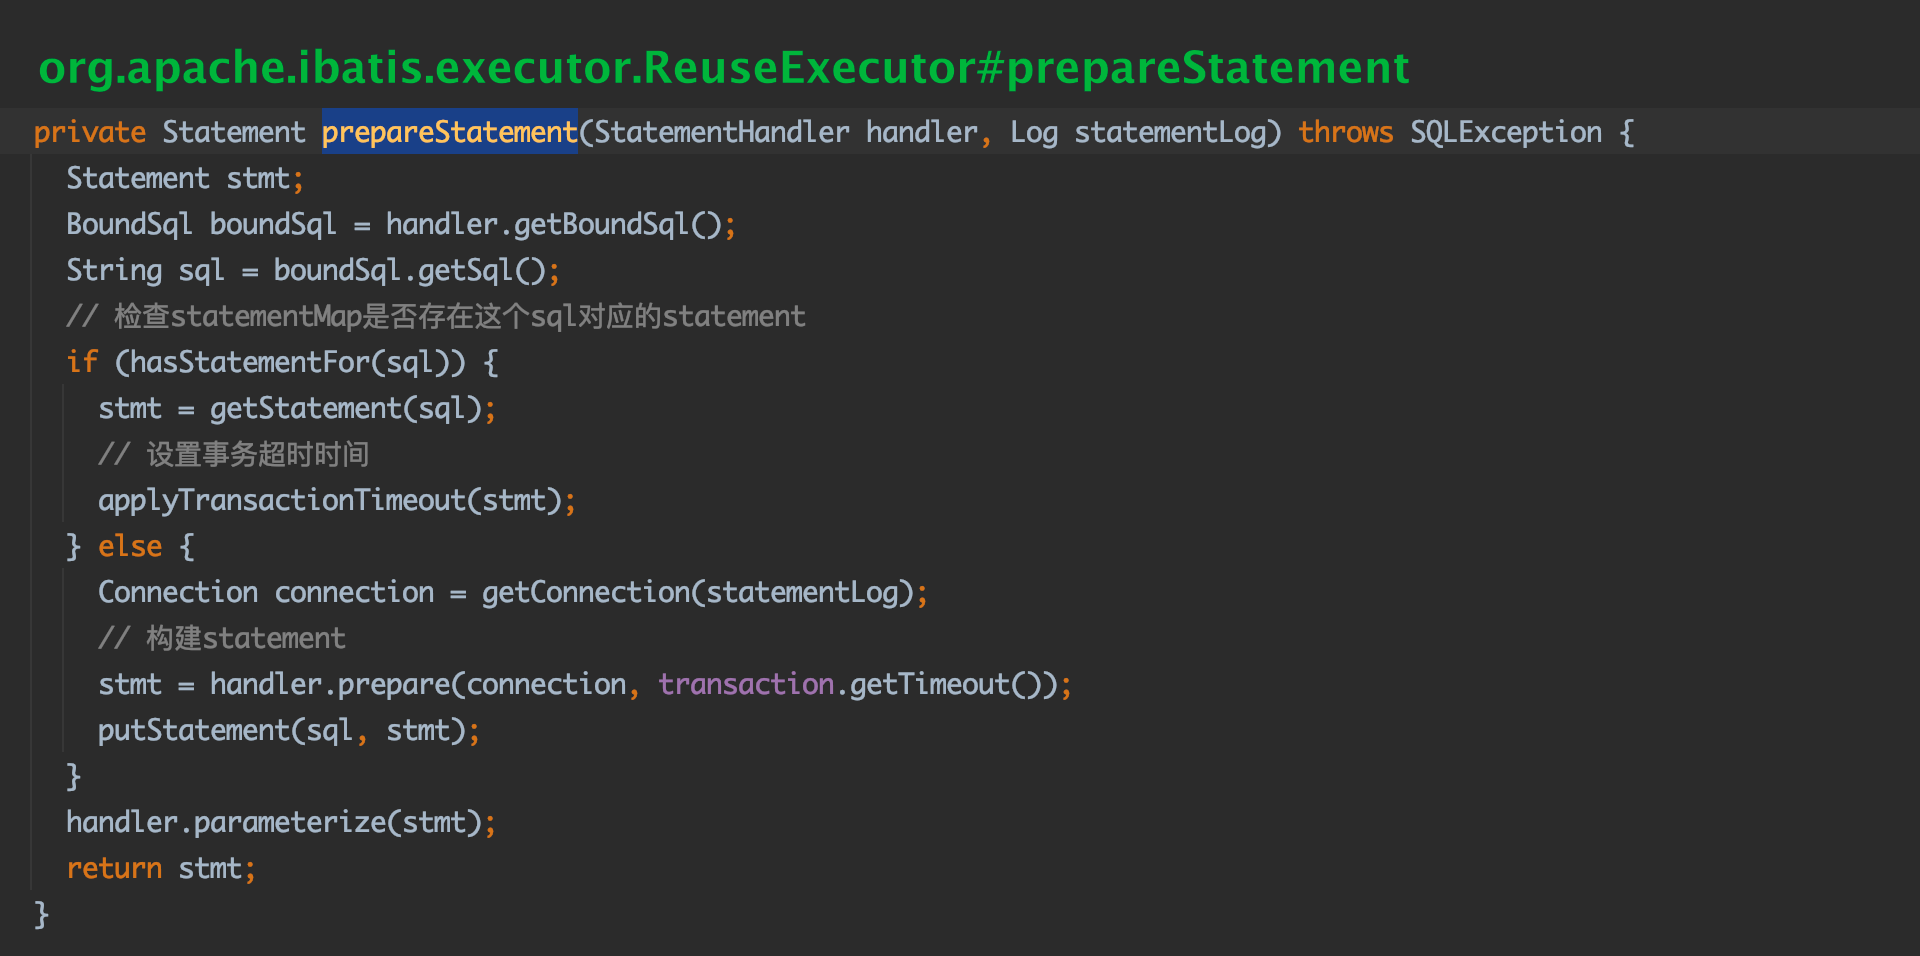 org.apache.ibatis.executor.ReuseExecutor#prepareStatement
private Statement prepareStatement(StatementHandler handler, Log statementLog) throws SQLException {
Statement stmt;
BoundSql boundSql = handler.getBoundSql();
String sql = boundSql.getSql();
// 检查statementMap是否存在这个sql对应的statement
if (hasStatementFor(sql)) {
stmt = getStatement(sql);
// 设置事务超时时间
applyTransactionTimeout(stmt);
} else {
Connection connection = getConnection(statementLog);
// 构建statement
stmt = handler.prepare(connection, transaction.getTimeout());
putStatement(sql, stmt);
}
handler.parameterize(stmt);
return stmt;
}